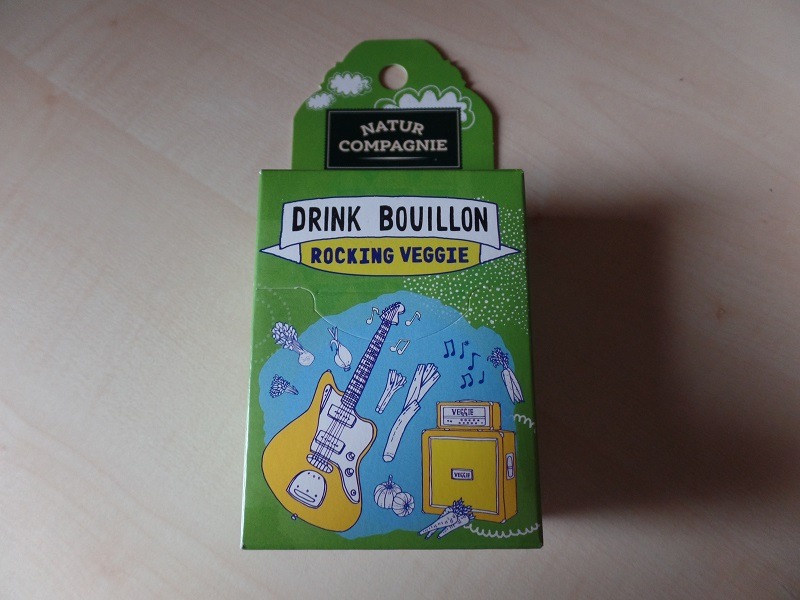 NATUR
COMPAGNIE
DRINK BOUILLON
ROCKING VEGGIE
VEGGIE
VEGGIE